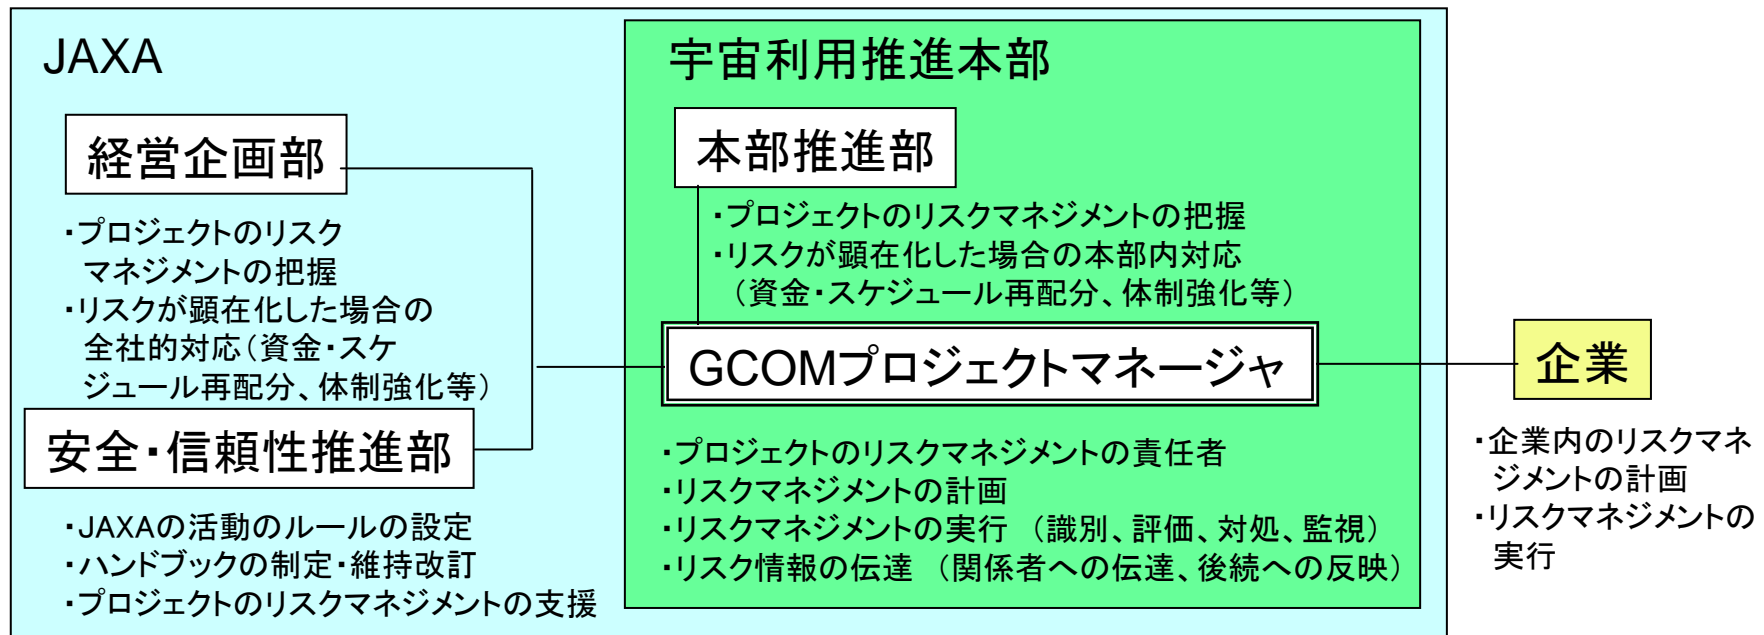 JAXA
経営企画部
・プロジェクトのリスク
マネジメントの把握
・リスクが顕在化した場合の
全社的対応(資金・スケ
ジュール再配分、体制強化等)
安全・信頼性推進部
・JAXAの活動のルールの設定
・ハンドブックの制定・維持改訂
・プロジェクトのリスクマネジメントの支援
宇宙利用推進本部
本部推進部
・プロジェクトのリスクマネジメントの把握
・リスクが顕在化した場合の本部内対応
(資金・スケジュール再配分、体制強化等)
GCOMプロジェクトマネージャ
・プロジェクトのリスクマネジメントの責任者
・リスクマネジメントの計画
・リスクマネジメントの実行 (識別、評価、対処、監視)
・リスク情報の伝達 (関係者への伝達、後続への反映)
企業
・企業内のリスクマネ
ジメントの計画
・リスクマネジメントの
実行